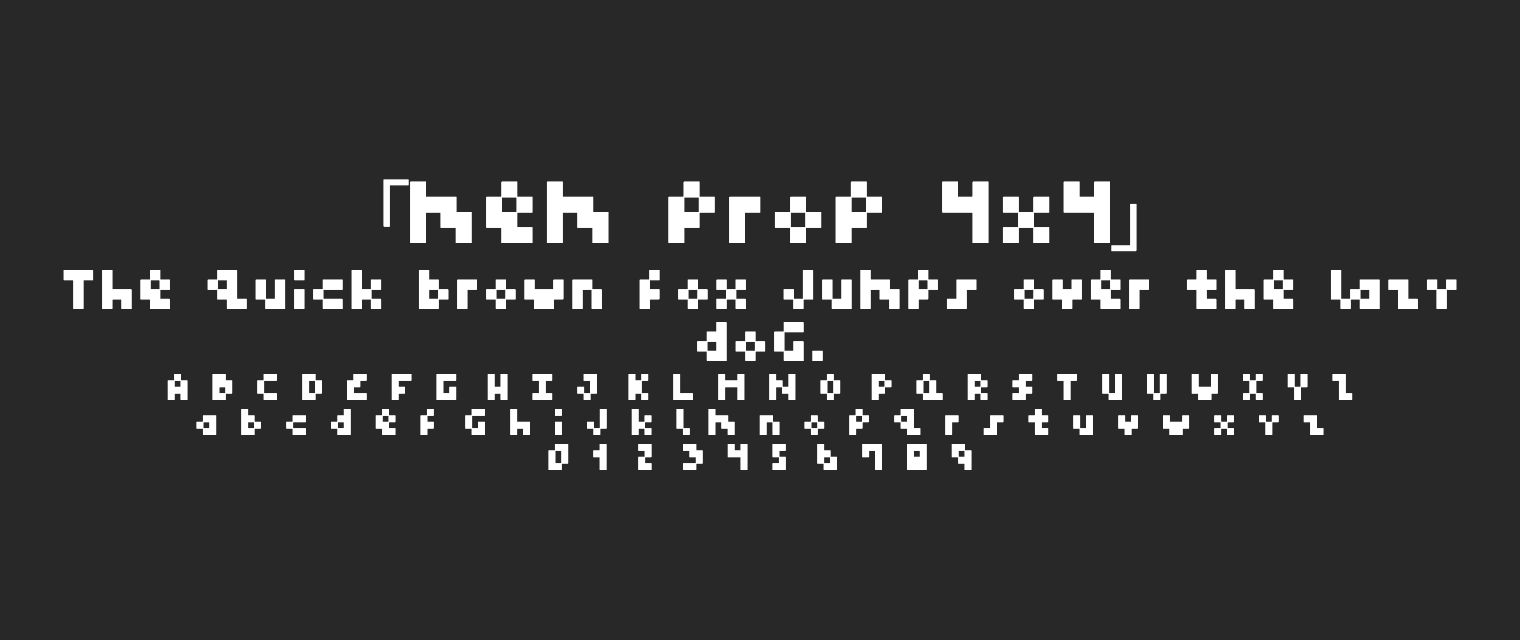 「mem prop 4x4」
The quick brown fox jumps over the lazy
dog.
A B C D E F G H I J K L M N O P Q R S T U V W X Y Z
a b c d e f g h i j k l m n o p q r s t u v w x y z
0 1 2 3 4 5 6 7 8 9